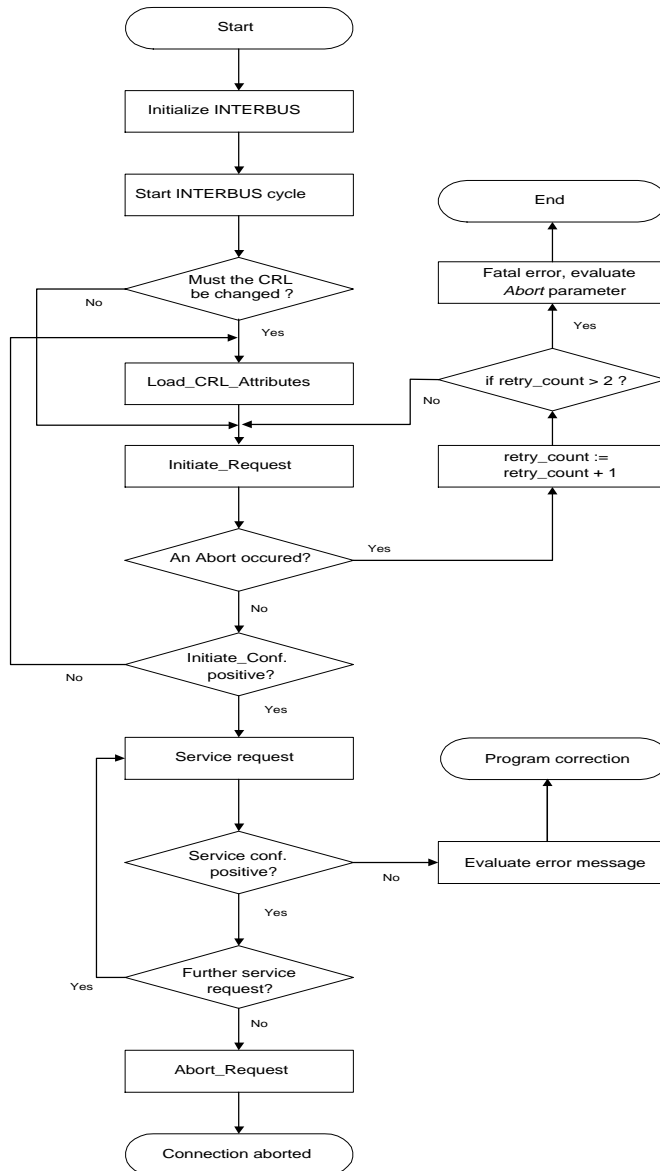 Start
Initialize INTERBUS
Start INTERBUS cycle
End
Must the CRL
be changed ?
No
Yes
Fatal error, evaluate
Abort parameter
Yes
Load_CRL_Attributes
if retry_count > 2 ?
No
Initiate_Request
retry_count :=
retry_count + 1
An Abort occured?
Yes
No
Initiate_Conf.
positive?
No
Yes
Service request
Program correction
Service conf.
positive?
No
Evaluate error message
Yes
Further service
request?
Yes
No
Abort_Request
Connection aborted